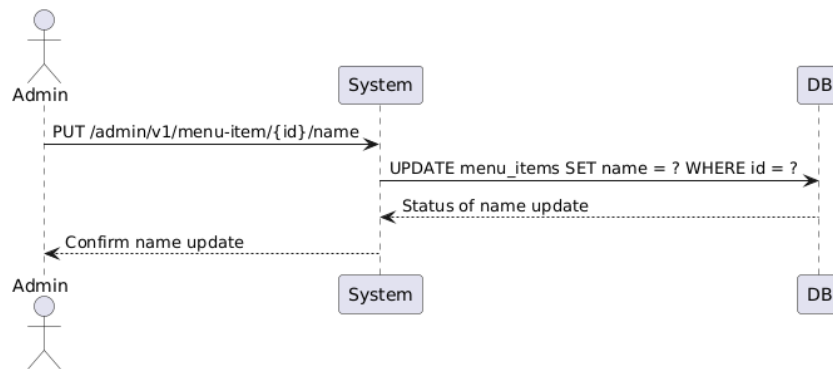 Admin
System
DB
PUT /admin/v1/menu-item/{id}/name
UPDATE menu_items SET name = ? WHERE id = ?
Status of name update
Confirm name update
Admin
System
DB